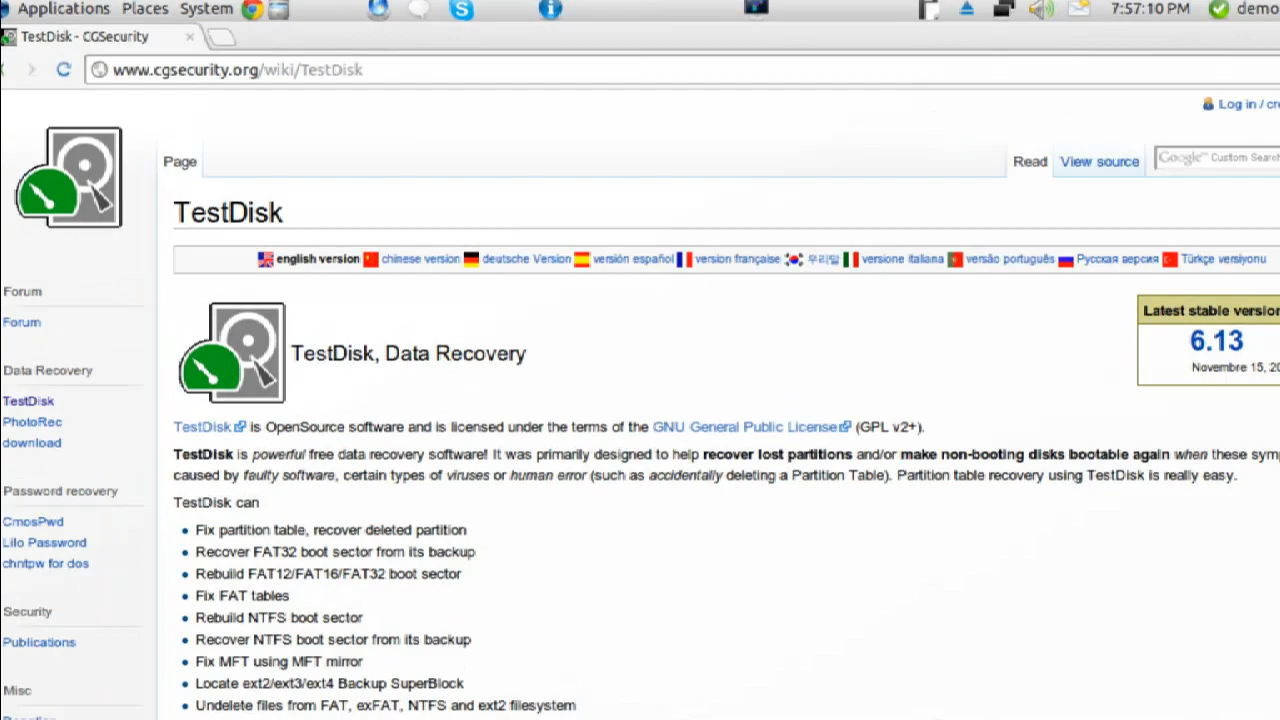 Applications Places System 7:57:10 PM demo
TestDisk - CGSecurity ×
www.cgsecurity.org/wiki/TestDisk
Log in /
Page Read View source Google™ Custom Search
TestDisk
english version chinese version deutsche Version versión español version française 우리말 versione italiana versão português Русская версия Türkçe versiyonu
Forum
Latest stable version
Forum
6.13
TestDisk, Data Recovery
Novembre 15, 20
Data Recovery
TestDisk
PhotoRec
download
TestDisk is OpenSource software and is licensed under the terms of the GNU General Public License (GPL v2+).
TestDisk is powerful free data recovery software! It was primarily designed to help recover lost partitions and/or make non-booting disks bootable again when these symp
caused by faulty software, certain types of viruses or human error (such as accidentally deleting a Partition Table). Partition table recovery using TestDisk is really easy.
Password recovery
TestDisk can
CmosPwd
Lilo Password
chntpw for dos
• Fix partition table, recover deleted partition
• Recover FAT32 boot sector from its backup
• Rebuild FAT12/FAT16/FAT32 boot sector
• Fix FAT tables
• Rebuild NTFS boot sector
• Recover NTFS boot sector from its backup
• Fix MFT using MFT mirror
• Locate ext2/ext3/ext4 Backup SuperBlock
• Undelete files from FAT, exFAT, NTFS and ext2 filesystem
Security
Publications
Misc